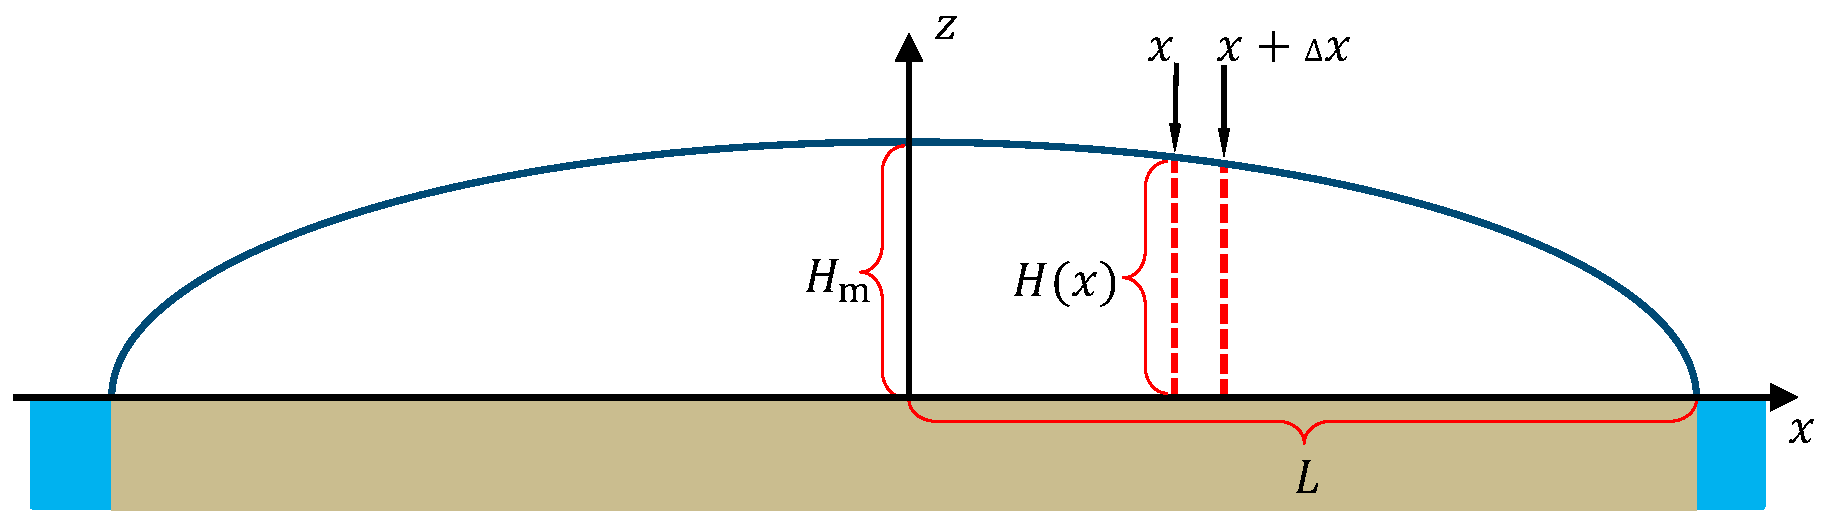 z
x
x + Δx
H_m
H(x)
x
L